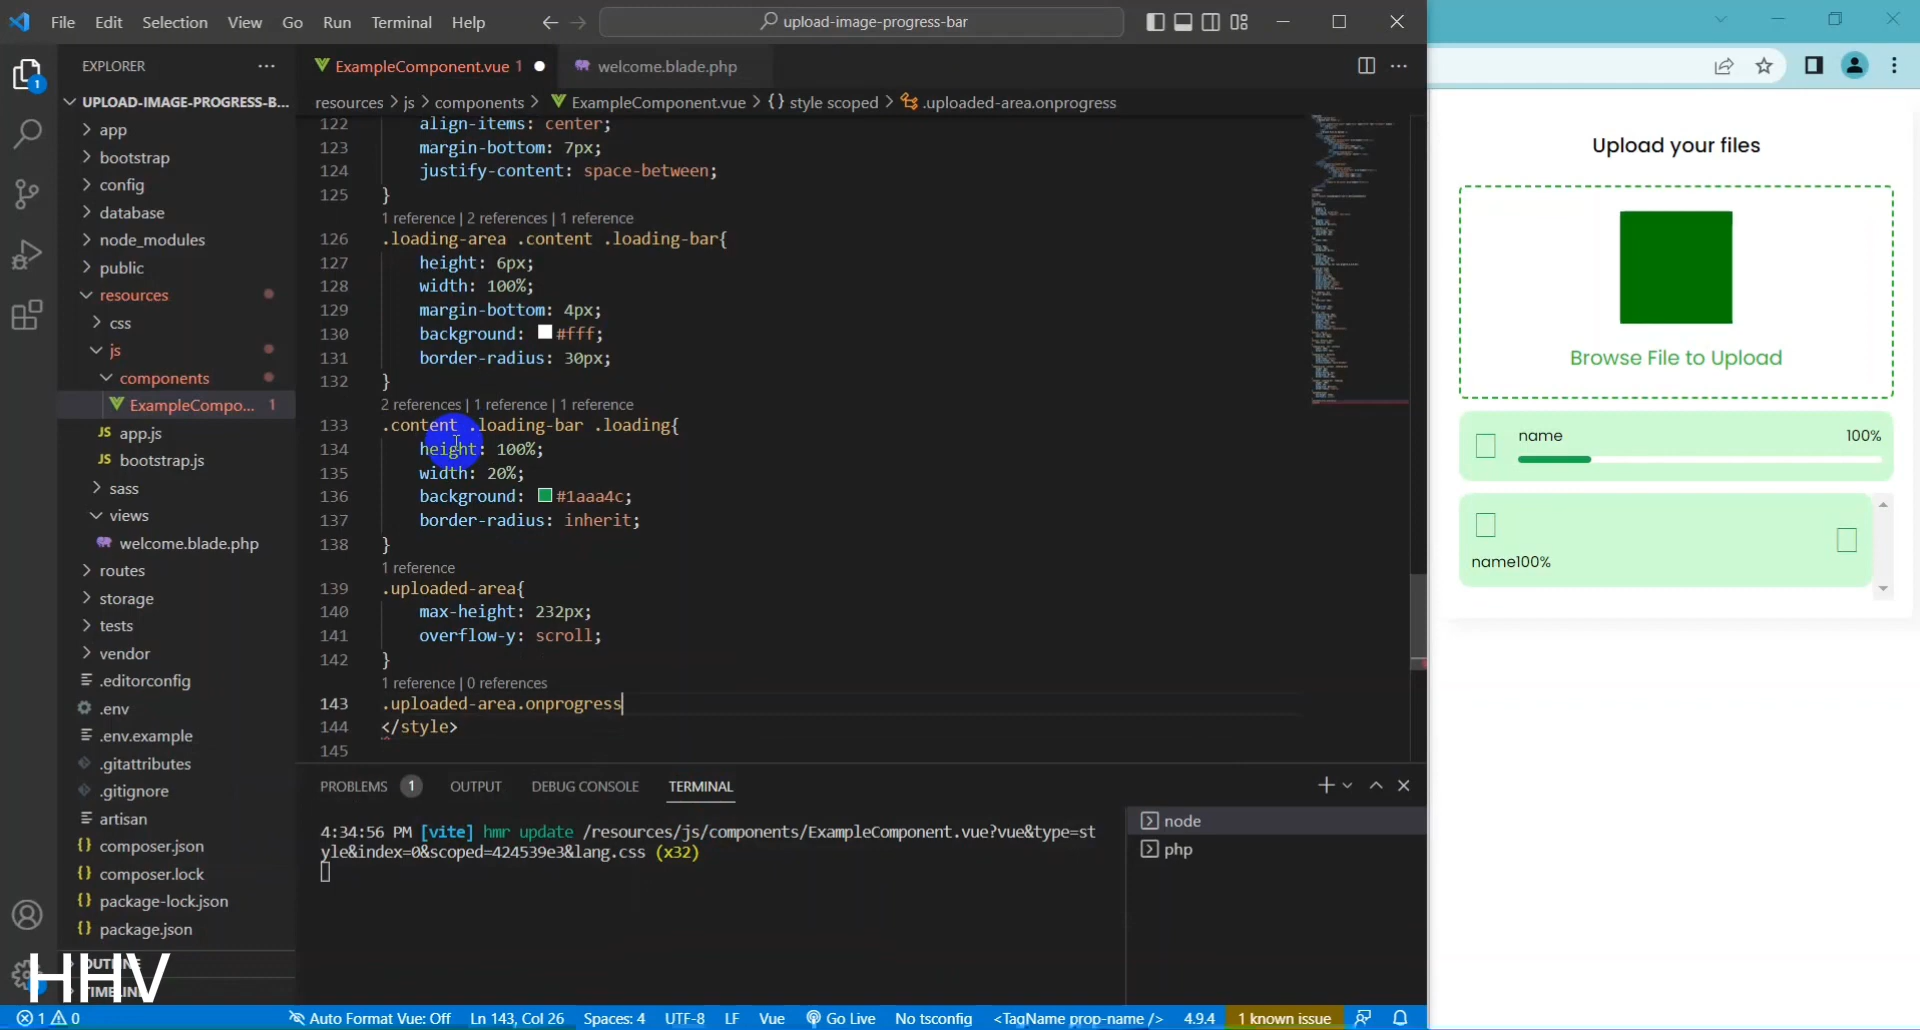 File Edit Selection View Go Run Terminal Help
upload-image-progress-bar
EXPLORER
UPLOAD-IMAGE-PROGRESS-B...
app
bootstrap
config
database
node_modules
public
resources
css
js
components
ExampleCompo... 1
JS app.js
JS bootstrap.js
sass
views
welcome.blade.php
routes
storage
tests
vendor
.editorconfig
.env
.env.example
.gitattributes
.gitignore
artisan
{} composer.json
{} composer.lock
{} package-lock.json
{} package.json
OUTLINE
TIMELINE
HHV
1
ExampleComponent.vue 1
welcome.blade.php
resources > js > components > ExampleComponent.vue > {} style scoped > .uploaded-area.onprogress
122 align-items: center;
123 margin-bottom: 7px;
124 justify-content: space-between;
125 }
1 reference | 2 references | 1 reference
126 .loading-area .content .loading-bar{
127 height: 6px;
128 width: 100%;
129 margin-bottom: 4px;
130 background: #fff;
131 border-radius: 30px;
132 }
2 references | 1 reference | 1 reference
133 .content .loading-bar .loading{
134 height: 100%;
135 width: 20%;
136 background: #1aaa4c;
137 border-radius: inherit;
138 }
1 reference
139 .uploaded-area{
140 max-height: 232px;
141 overflow-y: scroll;
142 }
1 reference | 0 references
143 .uploaded-area.onprogress
144 </style>
145
PROBLEMS 1 OUTPUT DEBUG CONSOLE TERMINAL
4:34:56 PM [vite] hmr update /resources/js/components/ExampleComponent.vue?vue&type=st
yle&index=0&scoped=424539e3&lang.css (x32)
node
php
1 0 Auto Format Vue: Off Ln 143, Col 26 Spaces: 4 UTF-8 LF Vue Go Live No tsconfig <TagName prop-name /> 4.9.4 1 known issue
Upload your files
Browse File to Upload
name 100%
name100%